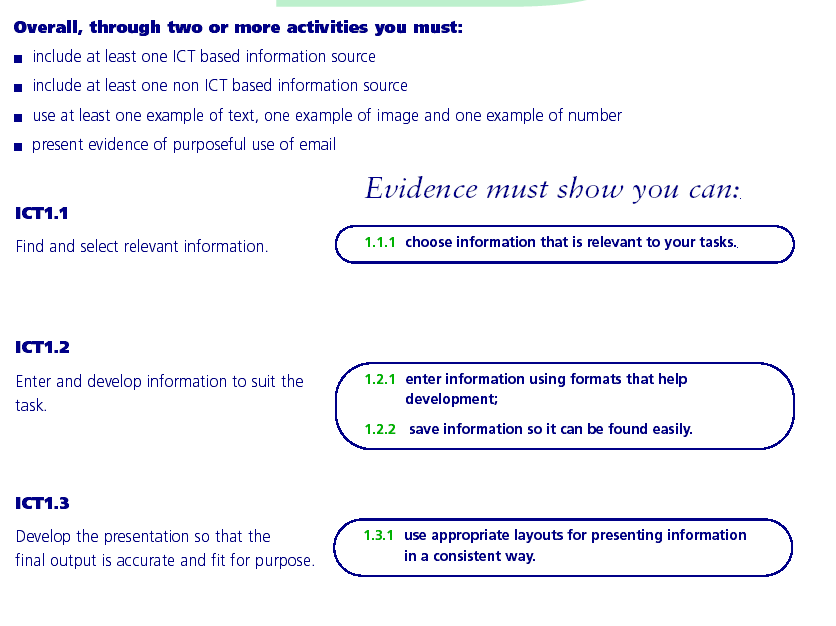 Overall, through two or more activities you must:
■ include at least one ICT based information source
■ include at least one non ICT based information source
■ use at least one example of text, one example of image and one example of number
■ present evidence of purposeful use of email
Evidence must show you can:
ICT1.1
Find and select relevant information.
1.1.1 choose information that is relevant to your tasks.
ICT1.2
Enter and develop information to suit the
task.
1.2.1 enter information using formats that help
development;
1.2.2 save information so it can be found easily.
ICT1.3
Develop the presentation so that the
final output is accurate and fit for purpose.
1.3.1 use appropriate layouts for presenting information
in a consistent way.